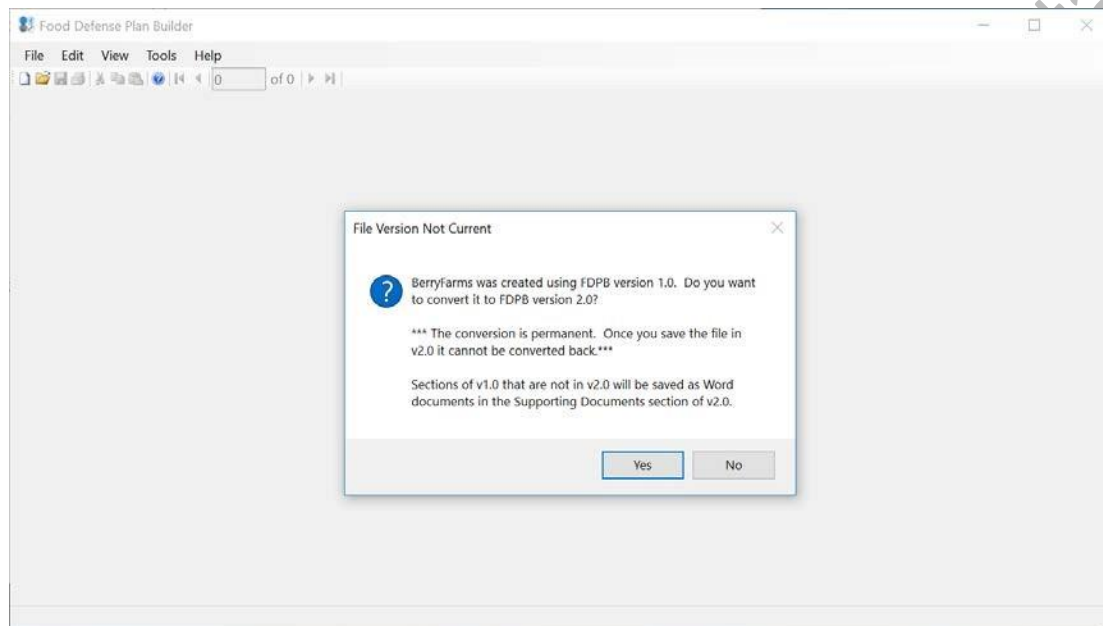 Food Defense Plan Builder
File Edit View Tools Help
0 of 0
File Version Not Current
BerryFarms was created using FDPB version 1.0. Do you want
to convert it to FDPB version 2.0?
*** The conversion is permanent. Once you save the file in
v2.0 it cannot be converted back.***
Sections of v1.0 that are not in v2.0 will be saved as Word
documents in the Supporting Documents section of v2.0.
Yes No